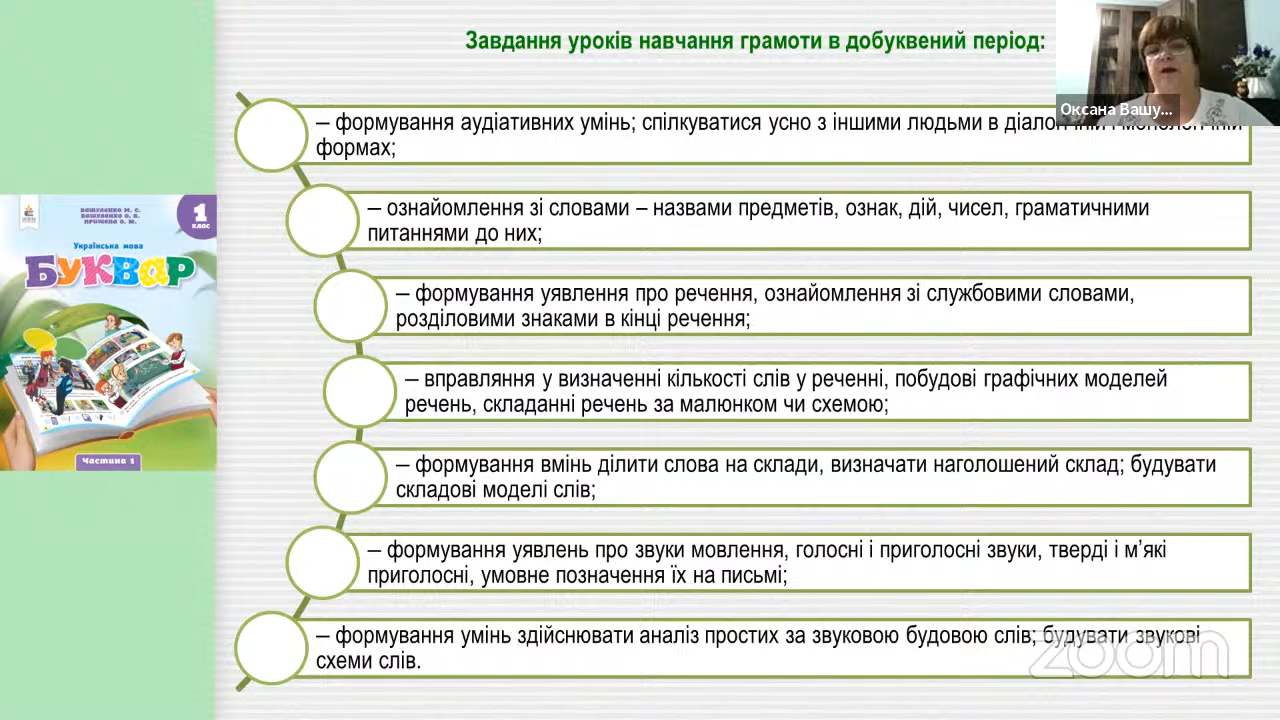 Завдання уроків навчання грамоти в добуквений період:
Оксана Вашу...
– формування аудіативних умінь; спілкуватися усно з іншими людьми в діалогічній і монологічній
формах;
– ознайомлення зі словами – назвами предметів, ознак, дій, чисел, граматичними
питаннями до них;
– формування уявлення про речення, ознайомлення зі службовими словами,
розділовими знаками в кінці речення;
– вправляння у визначенні кількості слів у реченні, побудові графічних моделей
речень, складанні речень за малюнком чи схемою;
– формування вмінь ділити слова на склади, визначати наголошений склад; будувати
складові моделі слів;
– формування уявлень про звуки мовлення, голосні і приголосні звуки, тверді і м’які
приголосні, умовне позначення їх на письмі;
– формування умінь здійснювати аналіз простих за звуковою будовою слів; будувати звукові
схеми слів.
ВАШУЛЕНКО М. С.
ВАШУЛЕНКО О. В.
ПРИЩЕПА О. Ю.
1
КЛАС
Українська мова
БУКВАР
Частина 1
zoom